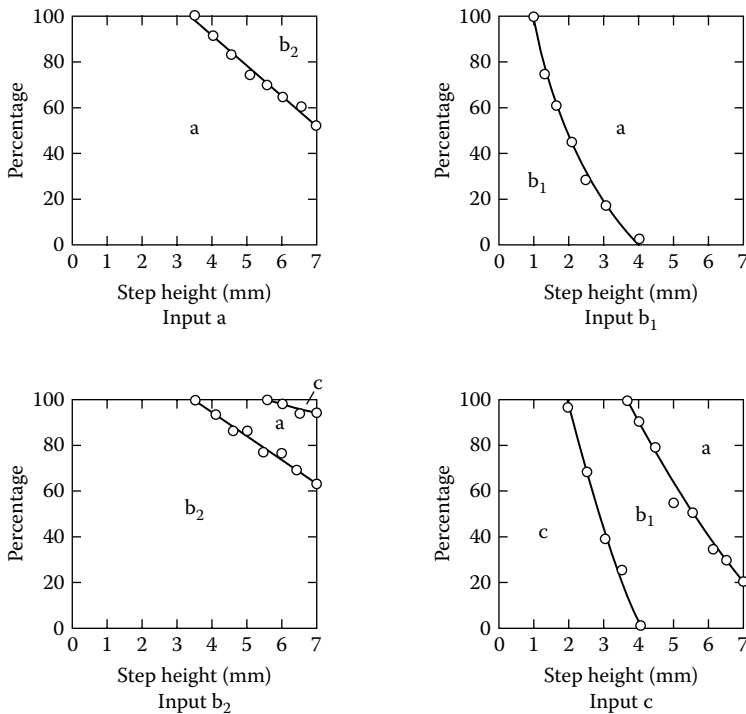 100
80
60
40
20
0
Percentage
b₂
a
0 1 2 3 4 5 6 7
Step height (mm)
Input a
100
80
60
40
20
0
Percentage
a
b₁
0 1 2 3 4 5 6 7
Step height (mm)
Input b₁
100
80
60
40
20
0
Percentage
c
a
b₂
0 1 2 3 4 5 6 7
Step height (mm)
Input b₂
100
80
60
40
20
0
Percentage
a
b₁
c
0 1 2 3 4 5 6 7
Step height (mm)
Input c